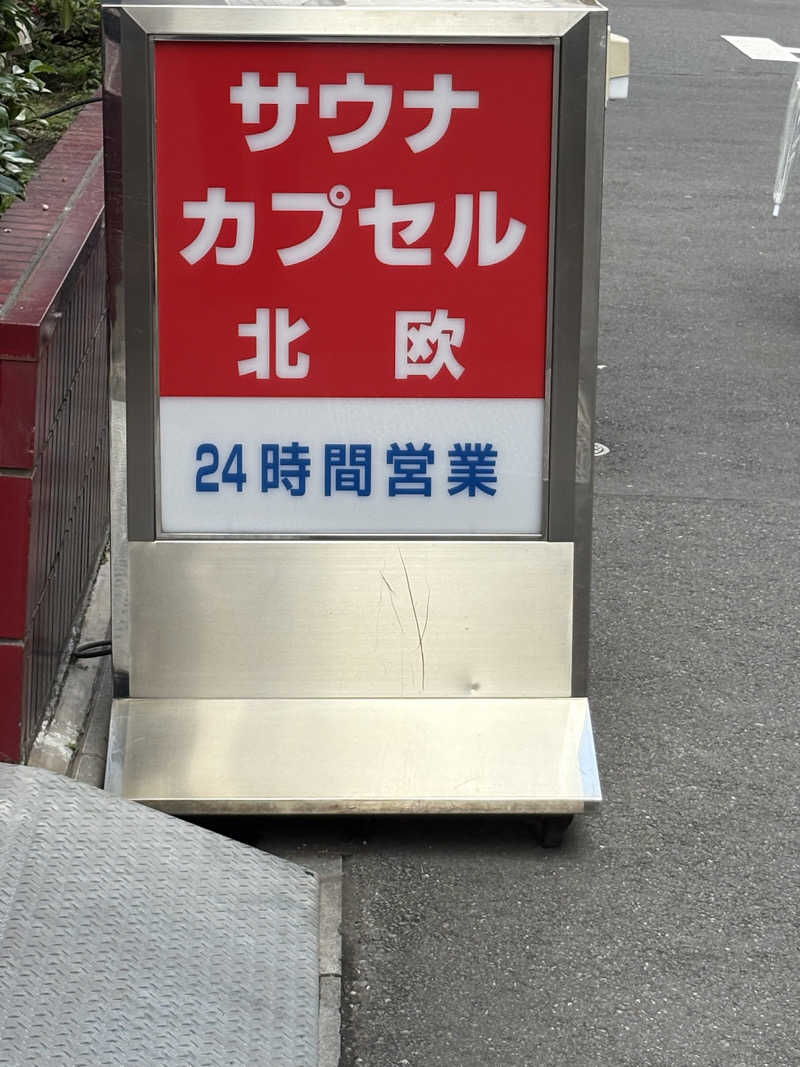 サウナ
カプセル
北 欧
24時間営業